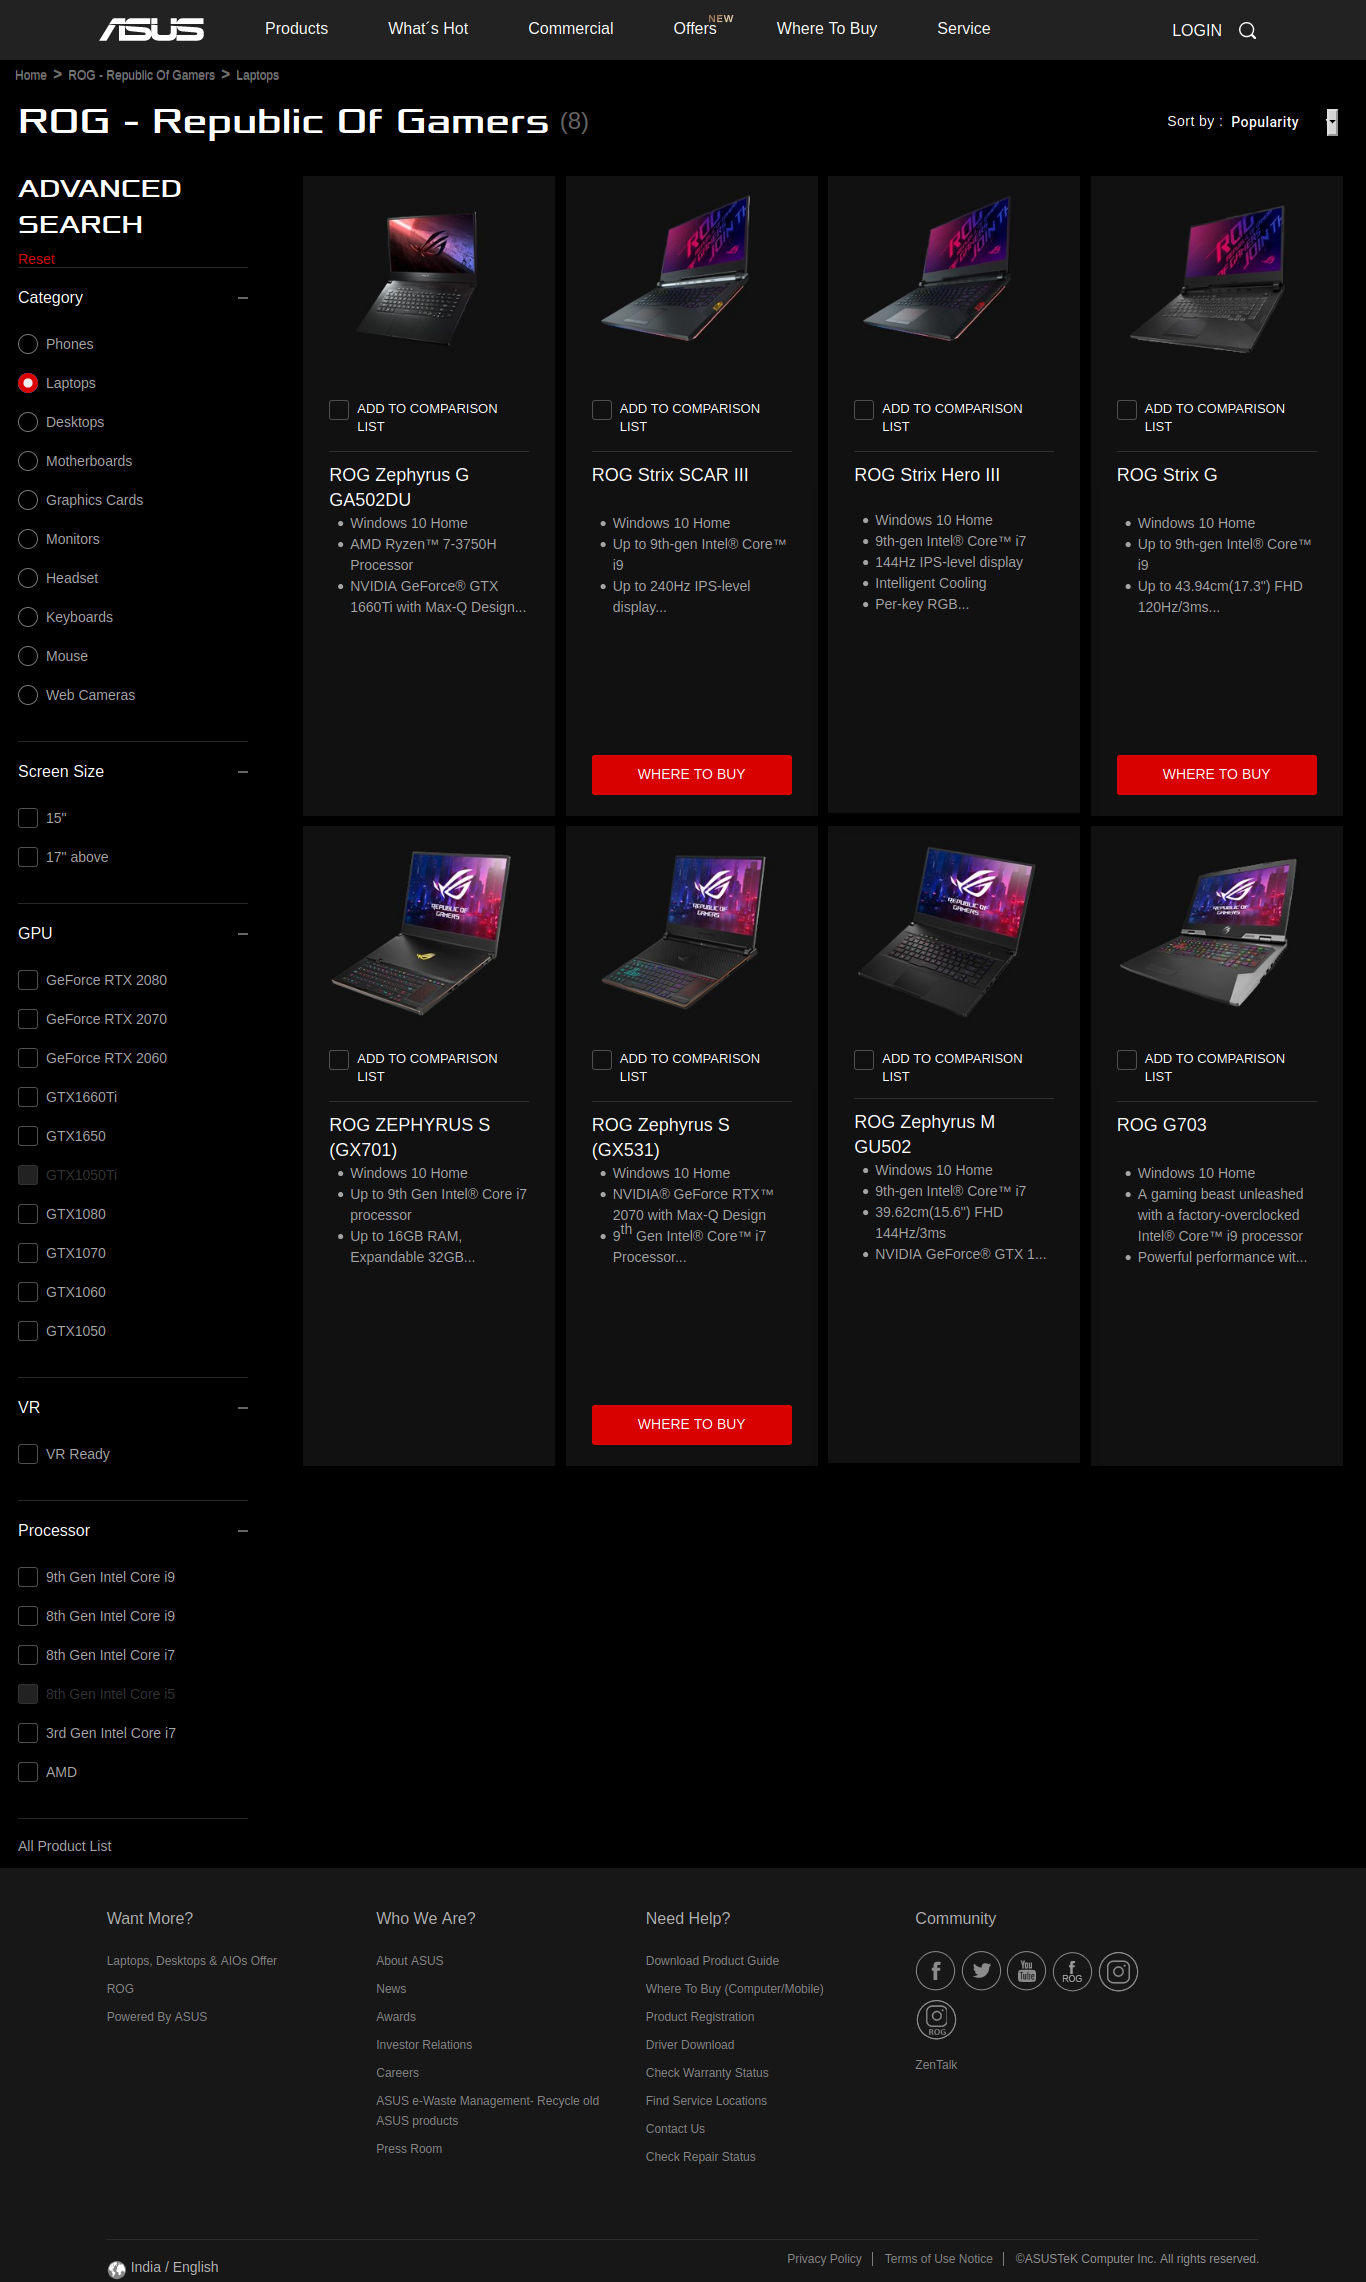 ASUS
Products
What´s Hot
Commercial
Offers
NEW
Where To Buy
Service
LOGIN
Home > ROG - Republic Of Gamers > Laptops
ROG - Republic Of Gamers (8)
Sort by : Popularity
ADVANCED
SEARCH
Reset
Category
Phones
Laptops
Desktops
Motherboards
Graphics Cards
Monitors
Headset
Keyboards
Mouse
Web Cameras
Screen Size
15"
17" above
GPU
GeForce RTX 2080
GeForce RTX 2070
GeForce RTX 2060
GTX1660Ti
GTX1650
GTX1050Ti
GTX1080
GTX1070
GTX1060
GTX1050
VR
VR Ready
Processor
9th Gen Intel Core i9
8th Gen Intel Core i9
8th Gen Intel Core i7
8th Gen Intel Core i5
3rd Gen Intel Core i7
AMD
All Product List
ADD TO COMPARISON
LIST
ROG Zephyrus G
GA502DU
Windows 10 Home
AMD Ryzen™ 7-3750H
Processor
NVIDIA GeForce® GTX
1660Ti with Max-Q Design...
ADD TO COMPARISON
LIST
ROG Strix SCAR III
Windows 10 Home
Up to 9th-gen Intel® Core™
i9
Up to 240Hz IPS-level
display...
WHERE TO BUY
ADD TO COMPARISON
LIST
ROG Strix Hero III
Windows 10 Home
9th-gen Intel® Core™ i7
144Hz IPS-level display
Intelligent Cooling
Per-key RGB...
ADD TO COMPARISON
LIST
ROG Strix G
Windows 10 Home
Up to 9th-gen Intel® Core™
i9
Up to 43.94cm(17.3") FHD
120Hz/3ms...
WHERE TO BUY
REPUBLIC OF
GAMERS
ADD TO COMPARISON
LIST
ROG ZEPHYRUS S
(GX701)
Windows 10 Home
Up to 9th Gen Intel® Core i7
processor
Up to 16GB RAM,
Expandable 32GB...
REPUBLIC OF
GAMERS
ADD TO COMPARISON
LIST
ROG Zephyrus S
(GX531)
Windows 10 Home
NVIDIA® GeForce RTX™
2070 with Max-Q Design
9th Gen Intel® Core™ i7
Processor...
WHERE TO BUY
REPUBLIC OF
GAMERS
ADD TO COMPARISON
LIST
ROG Zephyrus M
GU502
Windows 10 Home
9th-gen Intel® Core™ i7
39.62cm(15.6") FHD
144Hz/3ms
NVIDIA GeForce® GTX 1...
REPUBLIC OF
GAMERS
ADD TO COMPARISON
LIST
ROG G703
Windows 10 Home
A gaming beast unleashed
with a factory-overclocked
Intel® Core™ i9 processor
Powerful performance wit...
Want More?
Laptops, Desktops & AIOs Offer
ROG
Powered By ASUS
Who We Are?
About ASUS
News
Awards
Investor Relations
Careers
ASUS e-Waste Management- Recycle old
ASUS products
Press Room
Need Help?
Download Product Guide
Where To Buy (Computer/Mobile)
Product Registration
Driver Download
Check Warranty Status
Find Service Locations
Contact Us
Check Repair Status
Community
You
Tube
ROG
ROG
ZenTalk
India / English
Privacy Policy
Terms of Use Notice
©ASUSTeK Computer Inc. All rights reserved.